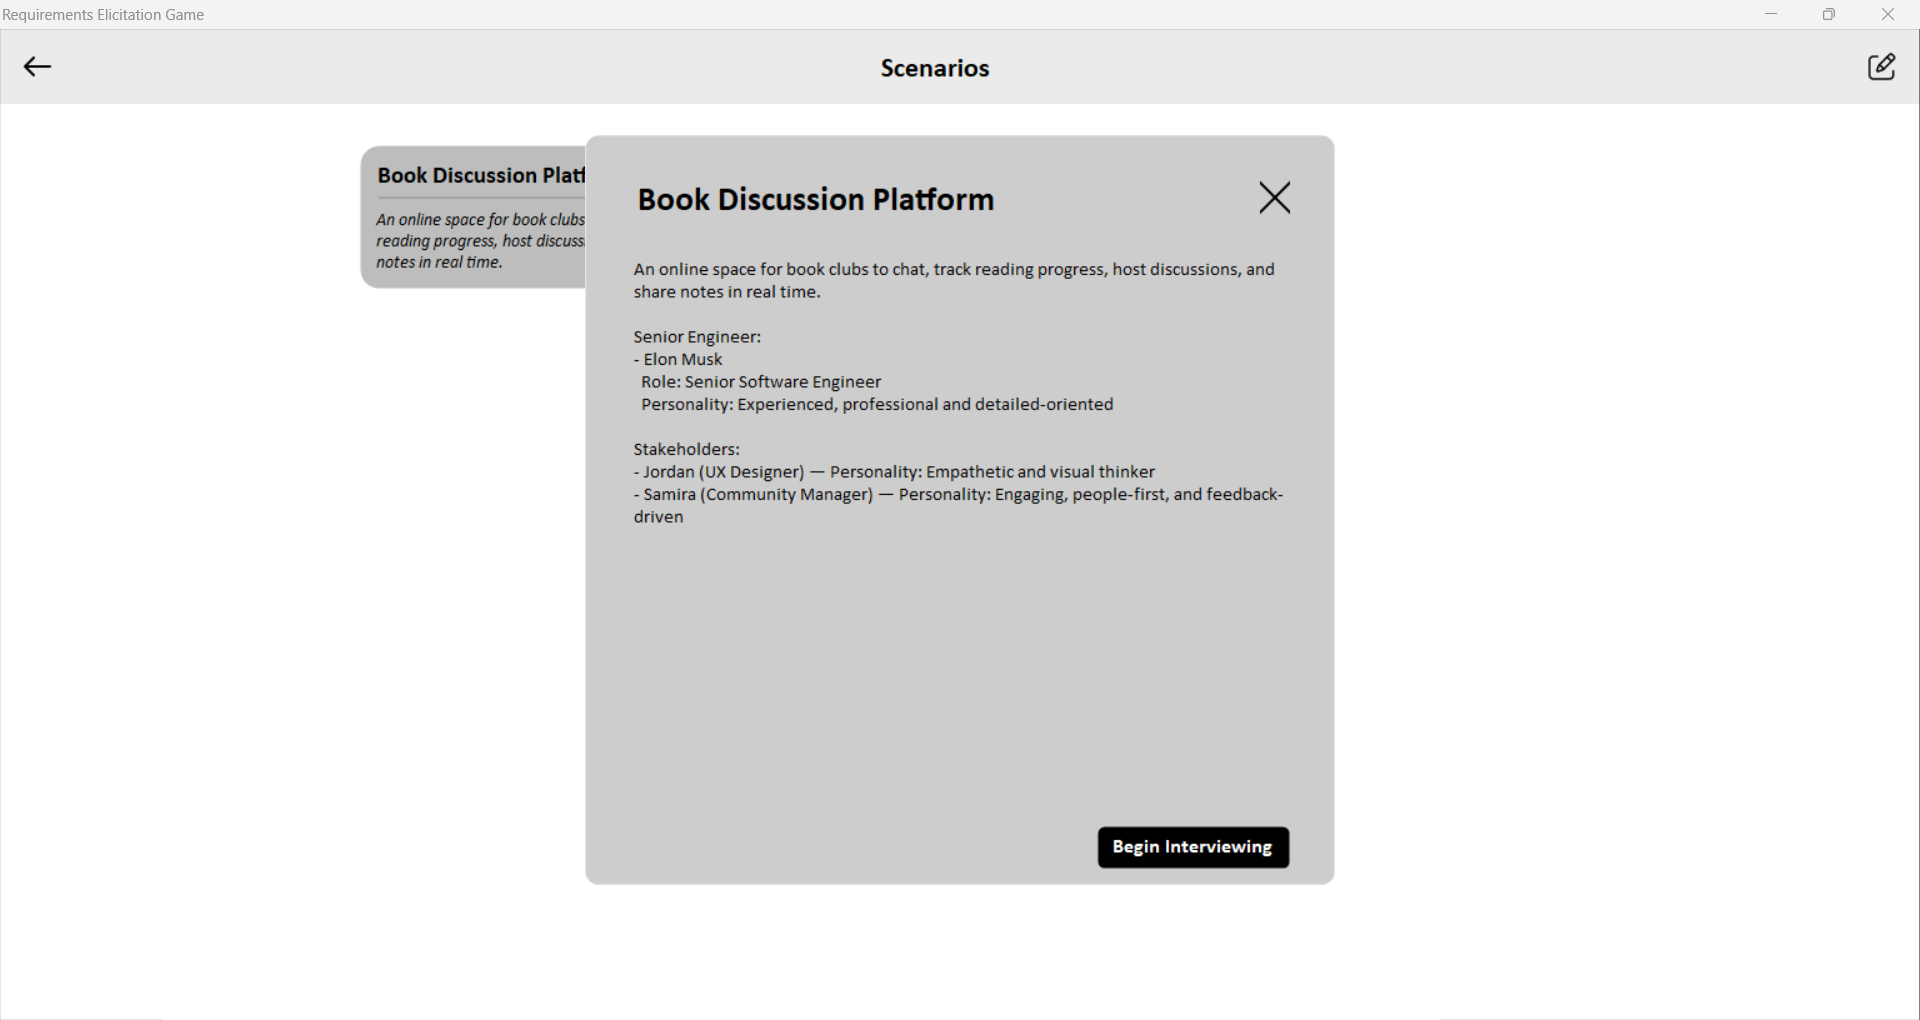 Requirements Elicitation Game
Scenarios
Book Discussion Platf
An online space for book clubs
reading progress, host discuss
notes in real time.
Book Discussion Platform
An online space for book clubs to chat, track reading progress, host discussions, and
share notes in real time.
Senior Engineer:
- Elon Musk
Role: Senior Software Engineer
Personality: Experienced, professional and detailed-oriented
Stakeholders:
- Jordan (UX Designer) — Personality: Empathetic and visual thinker
- Samira (Community Manager) — Personality: Engaging, people-first, and feedback-
driven
Begin Interviewing